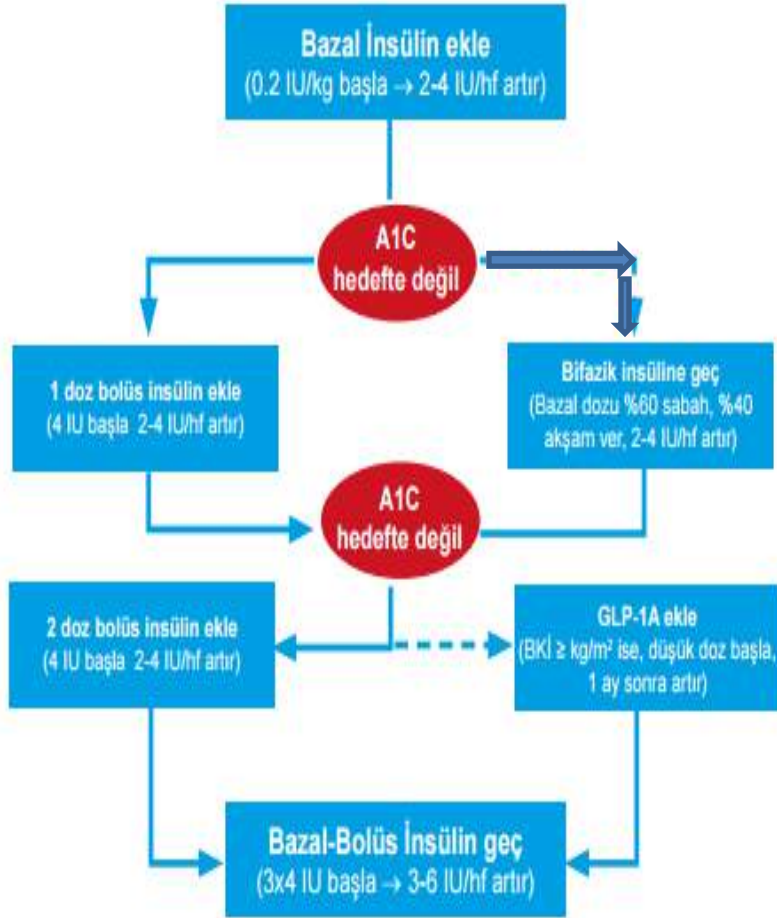 Bazal İnsülin ekle
(0.2 IU/kg başla → 2-4 IU/hf artır)
A1C
hedefte değil
1 doz bolüs insülin ekle
(4 IU başla 2-4 IU/hf artır)
Bifazik insüline geç
(Bazal dozu %60 sabah, %40
akşam ver, 2-4 IU/hf artır)
A1C
hedefte değil
2 doz bolüs insülin ekle
(4 IU başla 2-4 IU/hf artır)
GLP-1A ekle
(BKİ ≥ kg/m² ise, düşük doz başla,
1 ay sonra artır)
Bazal-Bolüs İnsülin geç
(3x4 IU başla → 3-6 IU/hf artır)